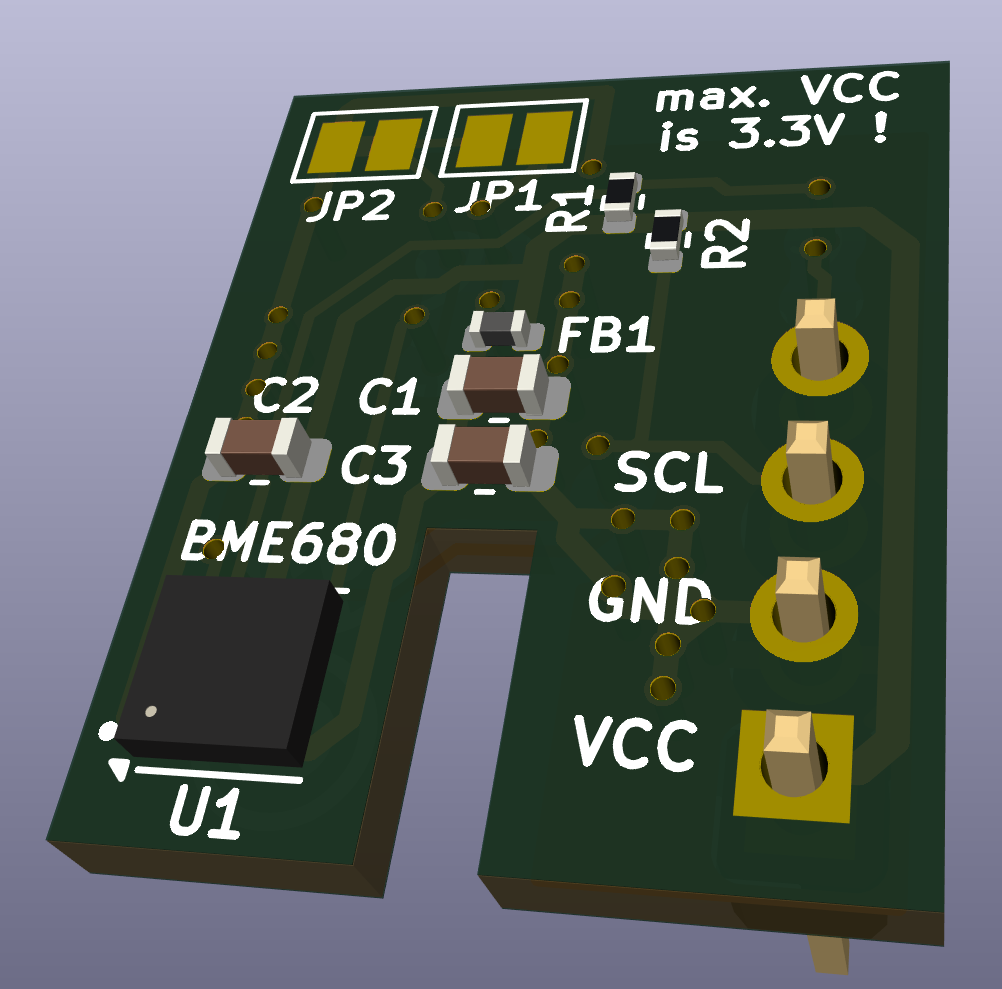 max. VCC
is 3.3V !
JP2
JP1
R1
R2
FB1
C2
C1
C3
SCL
BME680
GND
VCC
U1